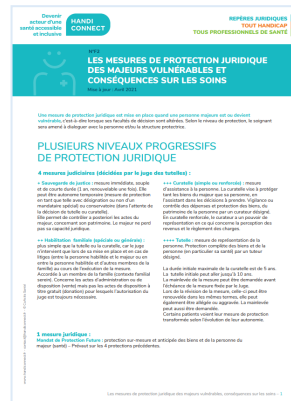 Devenir
acteur d'une
santé accessible
et inclusive
HANDI
CONNECT
REPÈRES JURIDIQUES
TOUT HANDICAP
TOUS PROFESSIONNELS DE SANTÉ
LES MESURES DE PROTECTION JURIDIQUE
DES MAJEURS VULNÉRABLES ET
CONSÉQUENCES SUR LES SOINS
Mise à jour : Avril 2021
Une mesure de protection juridique est mise en place quand une personne majeure est ou devient
vulnérable, c'est-à-dire lorsque ses facultés de décision sont altérées. Selon le niveau de protection, le soignant
sera amené à dialoguer avec la personne et/ou la structure protectrice.
PLUSIEURS NIVEAUX PROGRESSIFS
DE PROTECTION JURIDIQUE
4 mesures judiciaires (décidées par le juge des tutelles) :
+ Sauvegarde de justice : mesure immédiate, souple
et de courte durée (1 an, renouvelable une fois). Elle
peut être autonome temporaire (mesure de protection
en tant que telle avec désignation ou non d'un
mandataire spécial) ou conservatoire (dans l'attente de
la décision de tutelle ou curatelle).
Elle permet de contrôler a posteriori les actes du
majeur, concernant son patrimoine. Le majeur ne perd
pas sa capacité juridique
++ Habilitation familiale (spéciale ou générale) :
plus simple que la tutelle ou la curatelle, car le juge
n'intervient que lors de sa mise en place et en cas de
litiges (entre la personne habilitée et le majeur ou en
entre la personne habilitée et d'autres membres de la
famille) au cours de l'exécution de la mesure.
Accordée à un membre de la famille (contexte familial
serein). Concerne les actes d'administration ou de
disposition (vente) mais pas les actes de disposition à
titre gratuit (donation) pour lesquels l'autorisation du
juge est toujours nécessaire.
+++ Curatelle (simple ou renforcée) : mesure
d'assistance à la personne. Le curatelle vise à protéger
tant les biens du majeur que sa personne, en
l'assistant dans les décisions à prendre. Vigilance ou
contrôle des dépenses et protection des biens, du
patrimoine de la personne par un curateur désigné.
En curatelle renforcée, le curateur a un pouvoir de
représentation en ce qui concerne la perception des
revenus et le règlement des charges.
++++ Tutelle : mesure de représentation de la
personne. Protection complète des biens et de la
personne (en particulier sa santé) par un tuteur
désigné.
La durée initiale maximale de la curatelle est de 5 ans.
La tutelle initiale peut aller jusqu'à 10 ans.
La mainlevée de la mesure peut être demandée avant
l'échéance de la mesure fixée par le juge.
Lors de la révision de la mesure, celle-ci peut être
renouvelée dans les mêmes termes, elle peut
également être allégée ou aggravée. La mainlevée
peut aussi être demandée.
Certains patients voient leur mesure de protection
transformée selon l'évolution de leur autonomie.
1 mesure juridique :
Mandat de Protection Future : protection sur-mesure et anticipée des biens et de la personne du
majeur (santé) – Prévaut sur les 4 protections précédentes.
Les mesures de protection juridique des majeurs vulnérables, conséquences sur les soins - 1